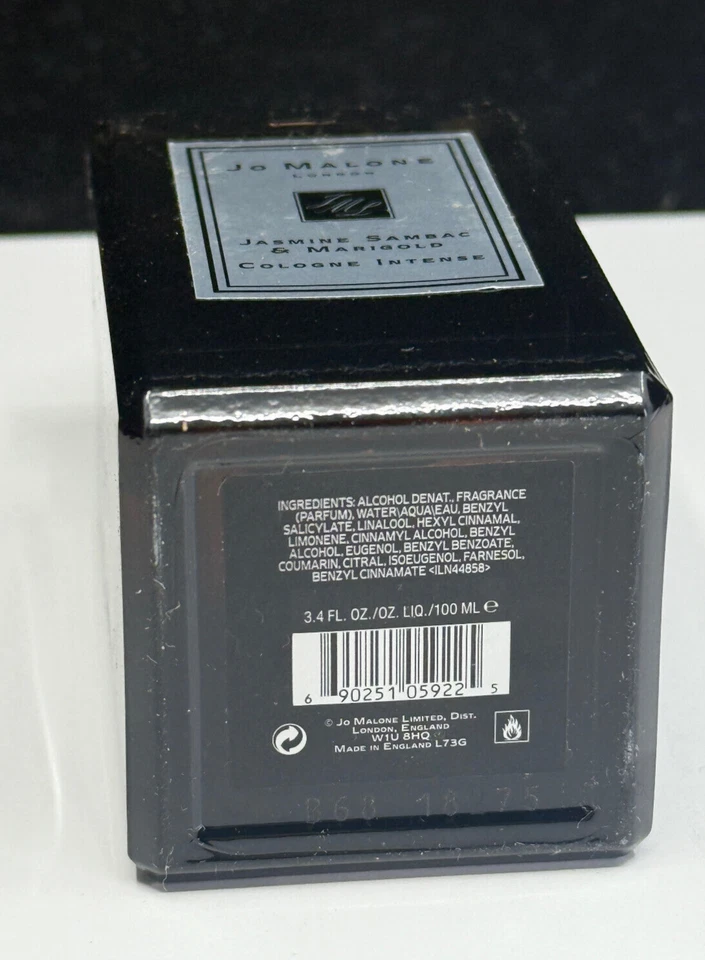 JO MALONE
LONDON
JASMINE SAMBAC
& MARIGOLD
COLOGNE INTENSE
INGREDIENTS: ALCOHOL DENAT., FRAGRANCE
(PARFUM), WATER\AQUA\EAU, BENZYL
SALICYLATE, LINALOOL, HEXYL CINNAMAL,
LIMONENE, CINNAMYL ALCOHOL, BENZYL
ALCOHOL, EUGENOL, BENZYL BENZOATE,
COUMARIN, CITRAL, ISOEUGENOL, FARNESOL,
BENZYL CINNAMATE <ILN44858>
3.4 FL. OZ./OZ. LIQ./100 ML ℮
6 90251 05922 5
© JO MALONE LIMITED, DIST.
LONDON, ENGLAND
W1U 8HQ
MADE IN ENGLAND L73G